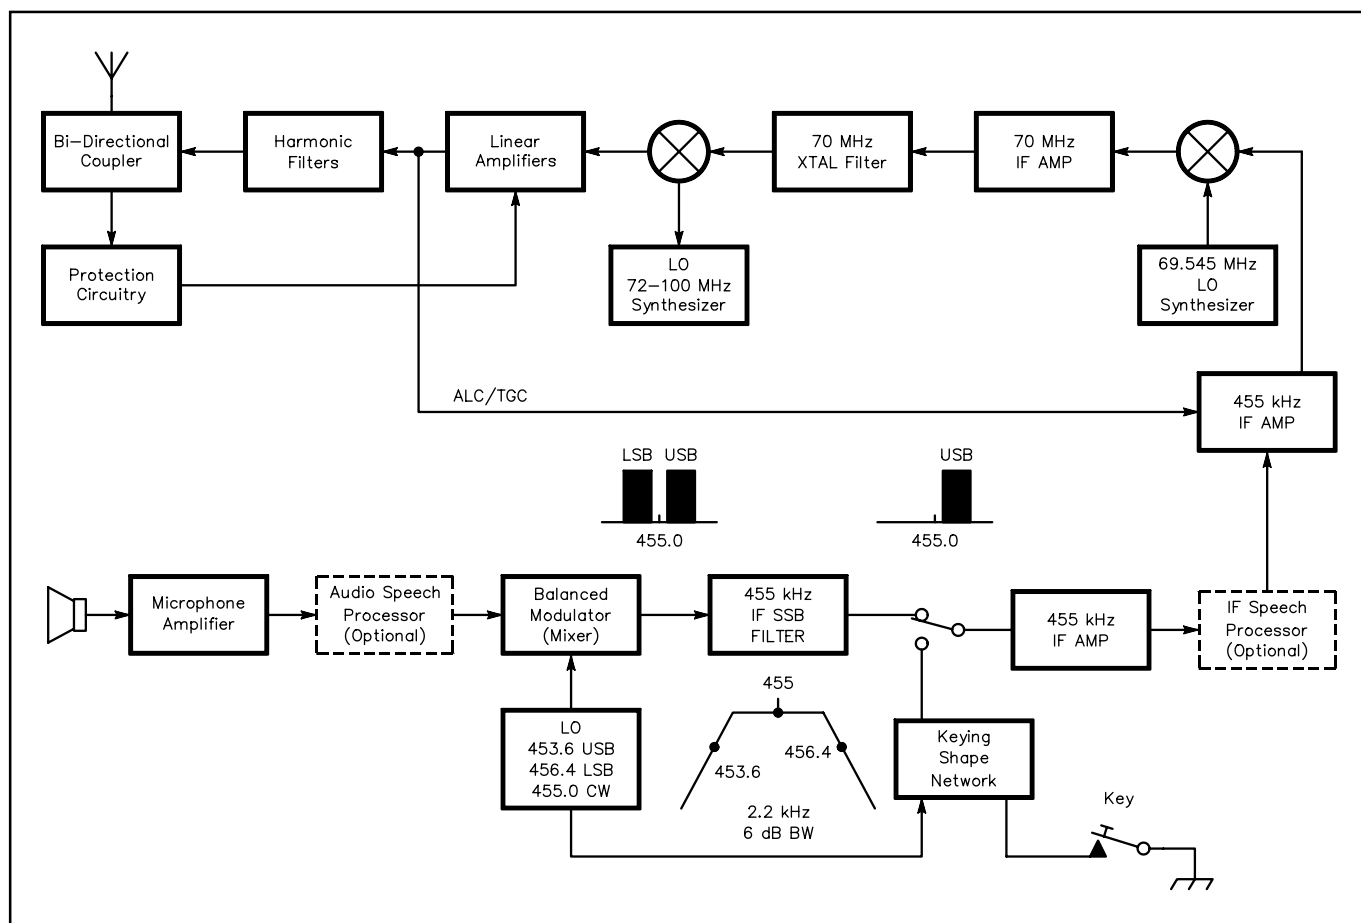 Bi-Directional
Coupler
Harmonic
Filters
Linear
Amplifiers
70 MHz
XTAL Filter
70 MHz
IF AMP
Protection
Circuitry
LO
72-100 MHz
Synthesizer
69.545 MHz
LO
Synthesizer
ALC/TGC
455 kHz
IF AMP
LSB USB
455.0
USB
455.0
Microphone
Amplifier
Audio Speech
Processor
(Optional)
Balanced
Modulator
(Mixer)
455 kHz
IF SSB
FILTER
455 kHz
IF AMP
IF Speech
Processor
(Optional)
LO
453.6 USB
456.4 LSB
455.0 CW
455
453.6
456.4
2.2 kHz
6 dB BW
Keying
Shape
Network
Key